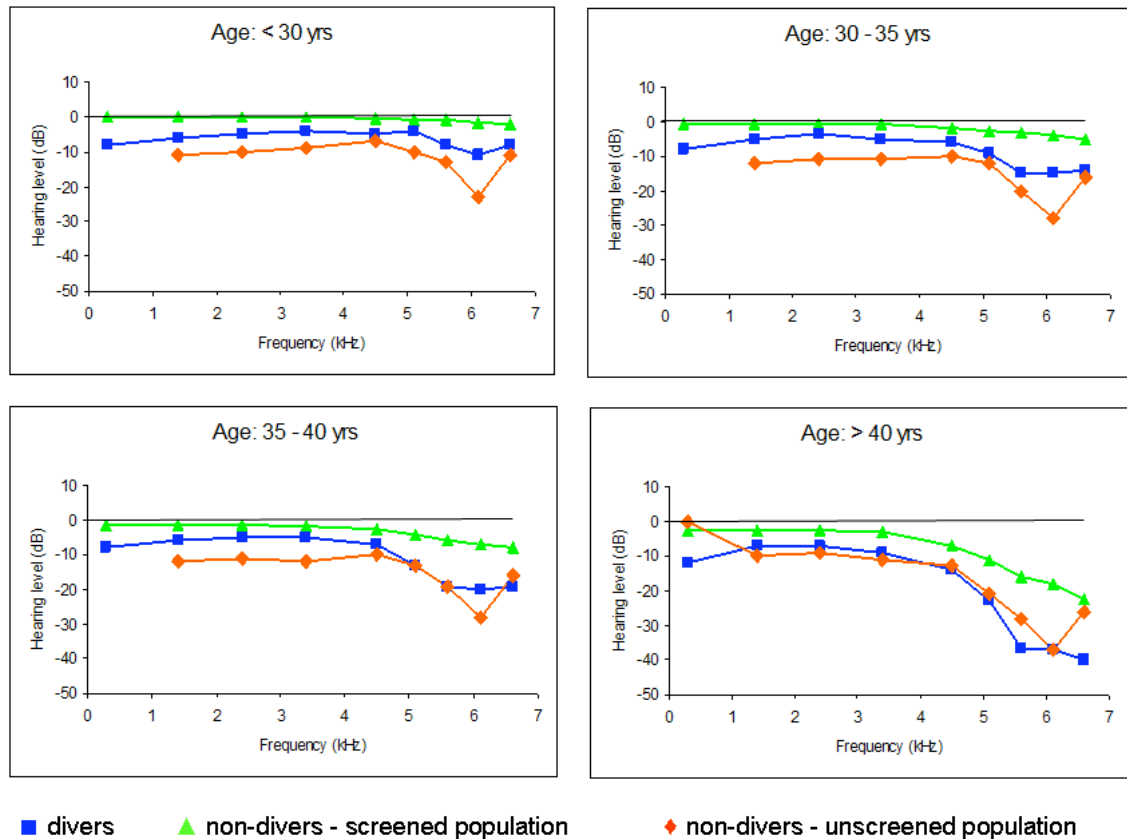 Age: < 30 yrs
10
0
-10
-20
-30
-40
-50
Hearing level (dB)
0 1 2 3 4 5 6 7
Frequency (kHz)
Age: 30 - 35 yrs
10
0
-10
-20
-30
-40
-50
Hearing level (dB)
0 1 2 3 4 5 6 7
Frequency (kHz)
Age: 35 - 40 yrs
10
0
-10
-20
-30
-40
-50
Hearing level (dB)
0 1 2 3 4 5 6 7
Frequency (kHz)
Age: > 40 yrs
10
0
-10
-20
-30
-40
-50
Hearing level (dB)
0 1 2 3 4 5 6 7
Frequency (kHz)
divers non-divers - screened population non-divers - unscreened population